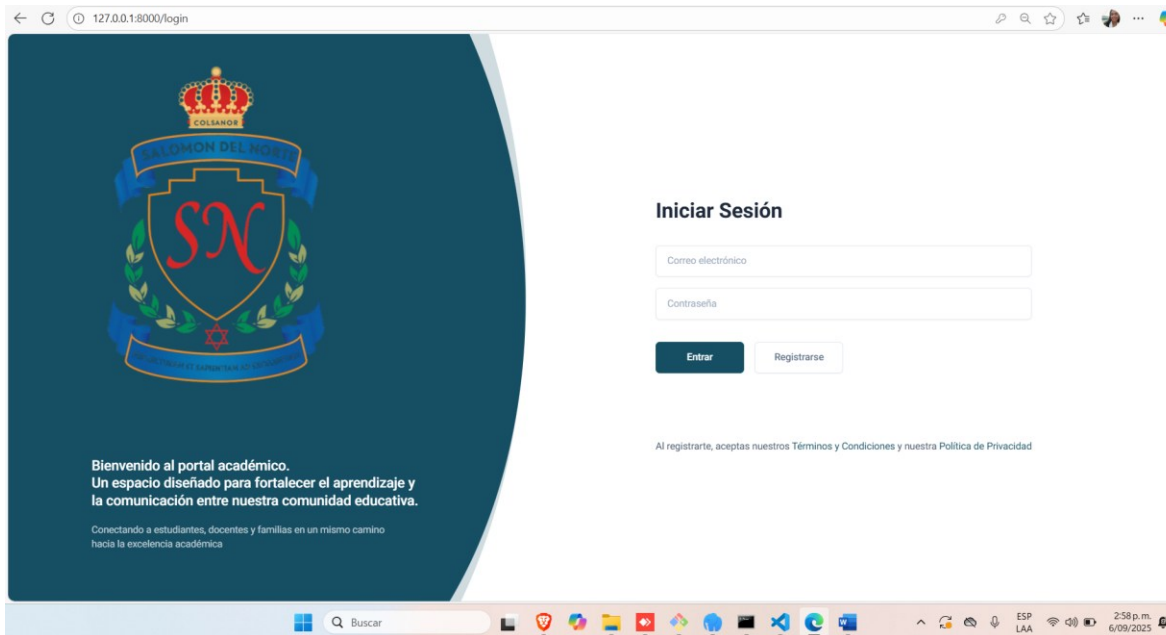 127.0.0.1:8000/login
COLSANOR
SALOMON DEL NORTE
SN
Bienvenido al portal académico.
Un espacio diseñado para fortalecer el aprendizaje y
la comunicación entre nuestra comunidad educativa.
Conectando a estudiantes, docentes y familias en un mismo camino
hacia la excelencia académica
Iniciar Sesión
Correo electrónico
Contraseña
Entrar
Registrarse
Al registrarte, aceptas nuestros Términos y Condiciones y nuestra Política de Privacidad
Buscar
ESP
LAA
2:58 p. m.
6/09/2025